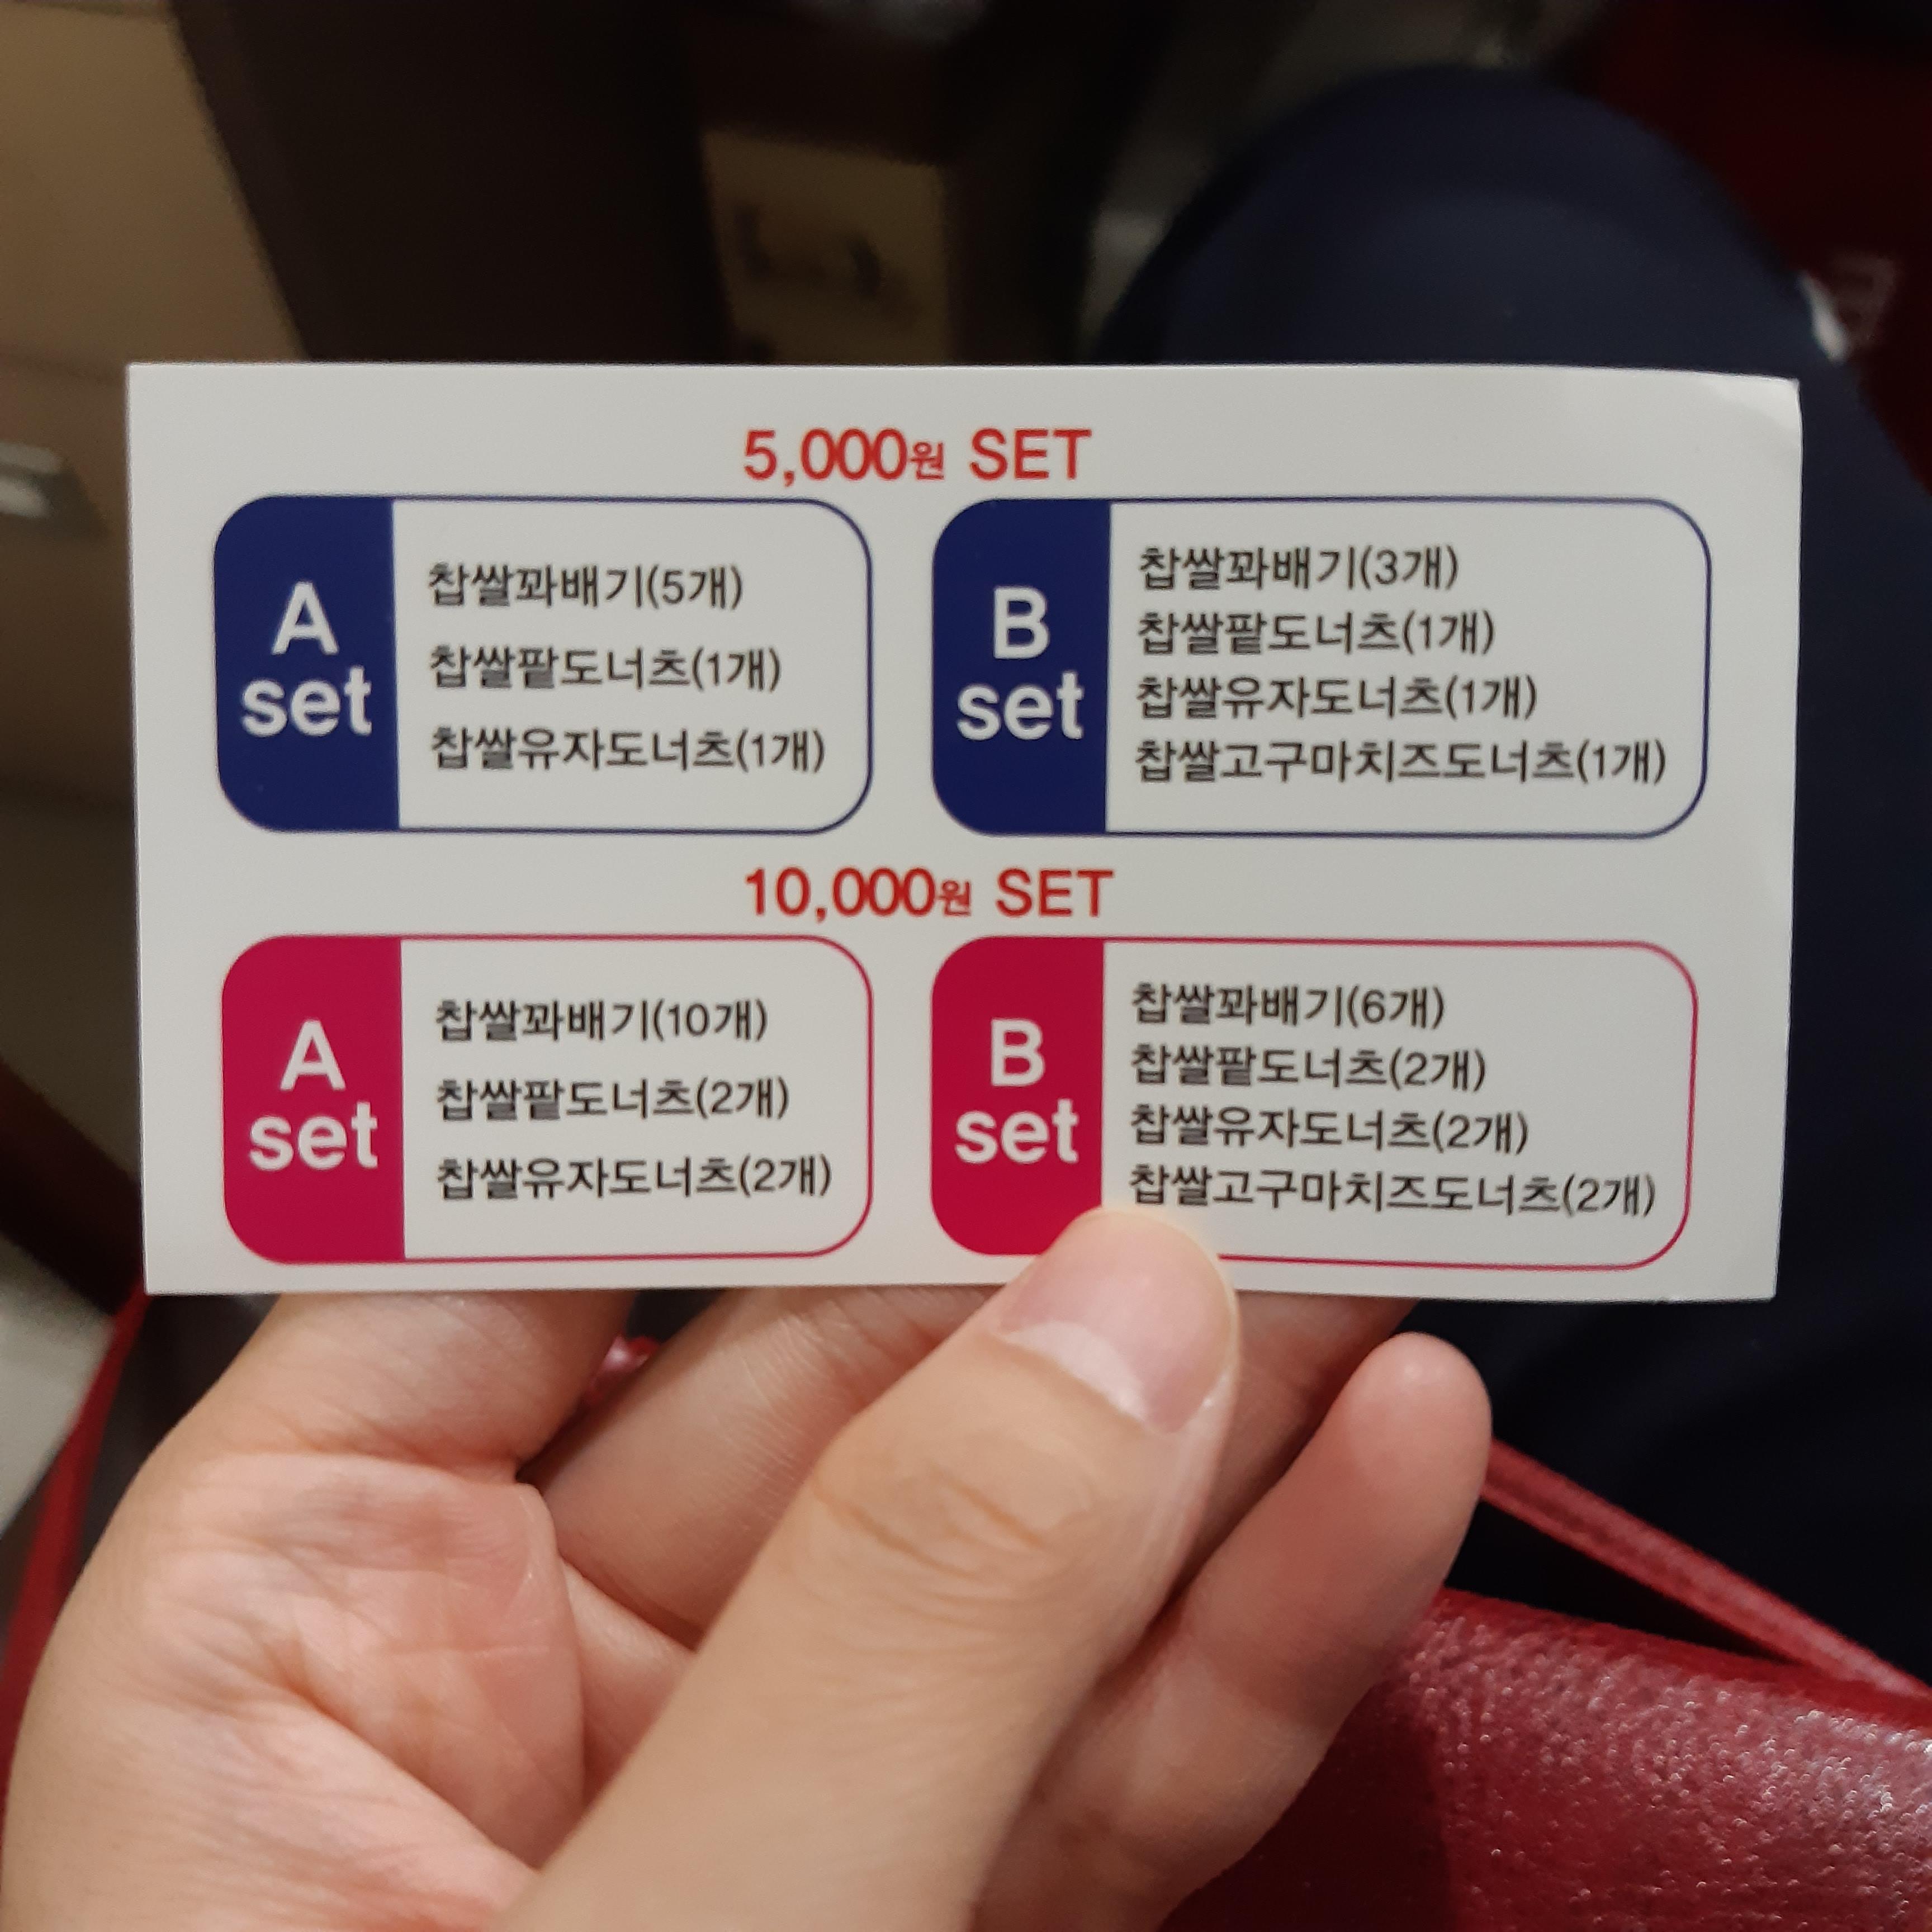 5,000원 SET
A
set
찹쌀꽈배기(5개)
찹쌀팥도너츠(1개)
찹쌀유자도너츠(1개)
B
set
찹쌀꽈배기(3개)
찹쌀팥도너츠(1개)
찹쌀유자도너츠(1개)
찹쌀고구마치즈도너츠(1개)
10,000원 SET
A
set
찹쌀꽈배기(10개)
찹쌀팥도너츠(2개)
찹쌀유자도너츠(2개)
B
set
찹쌀꽈배기(6개)
찹쌀팥도너츠(2개)
찹쌀유자도너츠(2개)
찹쌀고구마치즈도너츠(2개)